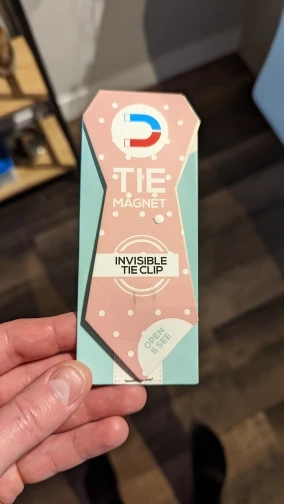 TIE
MAGNET
INVISIBLE
TIE CLIP
OPEN
& SEE